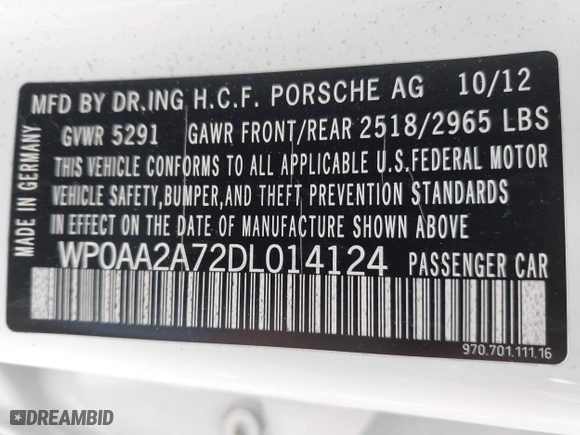 MFD BY DR.ING H.C.F. PORSCHE AG 10/12
GVWR 5291 GAWR FRONT/REAR 2518/2965 LBS
THIS VEHICLE CONFORMS TO ALL APPLICABLE U.S.FEDERAL MOTOR
VEHICLE SAFETY,BUMPER,AND THEFT PREVENTION STANDARDS
IN EFFECT ON THE DATE OF MANUFACTURE SHOWN ABOVE
WP0AA2A72DL014124 PASSENGER CAR
MADE IN GERMANY
970.701.111.16
DREAMBID